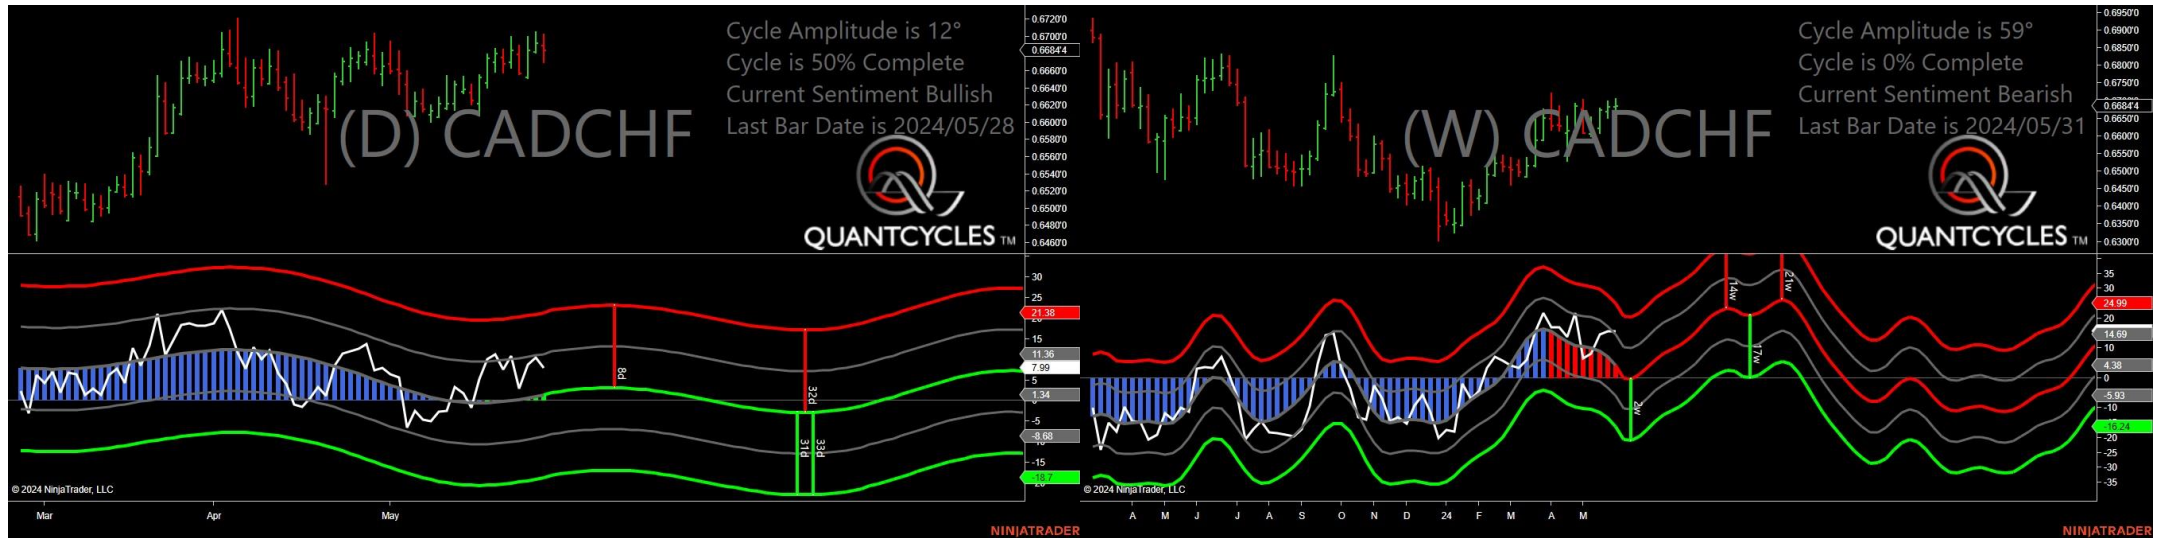 Cycle Amplitude is 12°
Cycle is 50% Complete
Current Sentiment Bullish
Last Bar Date is 2024/05/28
(D) CADCHF
QUANTCYCLES TM
0.6720'0
0.6700'0
0.6684'4
0.6660'0
0.6640'0
0.6620'0
0.6600'0
0.6580'0
0.6560'0
0.6540'0
0.6520'0
0.6500'0
0.6480'0
0.6460'0
30
25
21.38
15
11.36
7.99
5
1.34
-5
-8.68
-15
-18.7
8d
32d
31d
33d
© 2024 NinjaTrader, LLC
Mar
Apr
May
NINJATRADER
Cycle Amplitude is 59°
Cycle is 0% Complete
Current Sentiment Bearish
Last Bar Date is 2024/05/31
(W) CADCHF
QUANTCYCLES TM
0.6950'0
0.6900'0
0.6850'0
0.6800'0
0.6750'0
0.6684'4
0.6650'0
0.6600'0
0.6550'0
0.6500'0
0.6450'0
0.6400'0
0.6350'0
0.6300'0
35
30
24.99
20
14.69
10
4.38
0
-5.93
-10
-16.24
-20
-25
-30
-35
14w
21w
17w
2w
© 2024 NinjaTrader, LLC
A M J J A S O N D 24 F M A M
NINJATRADER